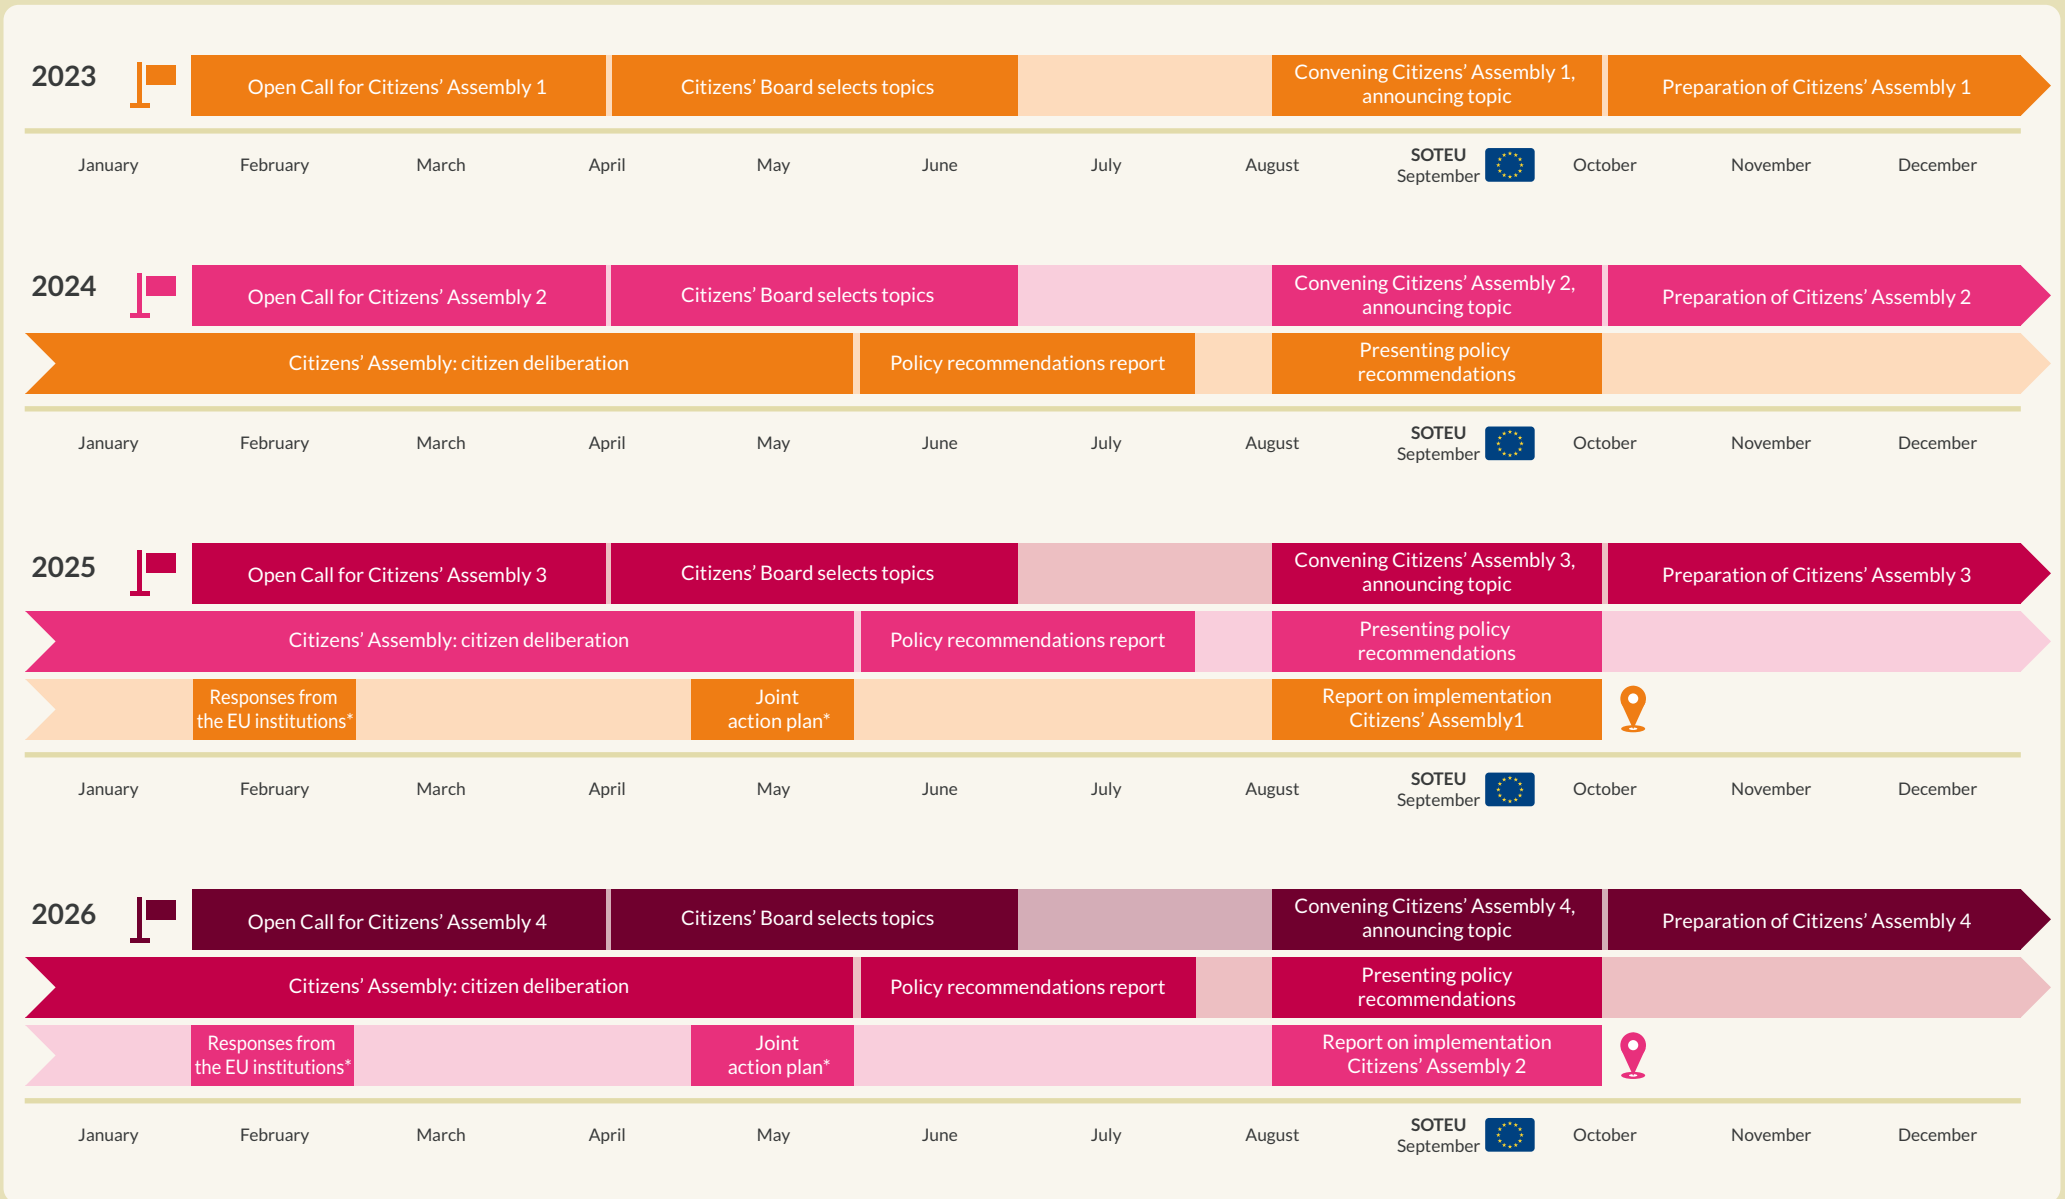 2023
Open Call for Citizens’ Assembly 1
Citizens’ Board selects topics
Convening Citizens’ Assembly 1,
announcing topic
Preparation of Citizens’ Assembly 1
January February March April May June July August SOTEU
September October November December
2024
Open Call for Citizens’ Assembly 2
Citizens’ Board selects topics
Convening Citizens’ Assembly 2,
announcing topic
Preparation of Citizens’ Assembly 2
Citizens’ Assembly: citizen deliberation
Policy recommendations report
Presenting policy
recommendations
January February March April May June July August SOTEU
September October November December
2025
Open Call for Citizens’ Assembly 3
Citizens’ Board selects topics
Convening Citizens’ Assembly 3,
announcing topic
Preparation of Citizens’ Assembly 3
Citizens’ Assembly: citizen deliberation
Policy recommendations report
Presenting policy
recommendations
Responses from
the EU institutions*
Joint
action plan*
Report on implementation
Citizens’ Assembly1
January February March April May June July August SOTEU
September October November December
2026
Open Call for Citizens’ Assembly 4
Citizens’ Board selects topics
Convening Citizens’ Assembly 4,
announcing topic
Preparation of Citizens’ Assembly 4
Citizens’ Assembly: citizen deliberation
Policy recommendations report
Presenting policy
recommendations
Responses from
the EU institutions*
Joint
action plan*
Report on implementation
Citizens’ Assembly 2
January February March April May June July August SOTEU
September October November December